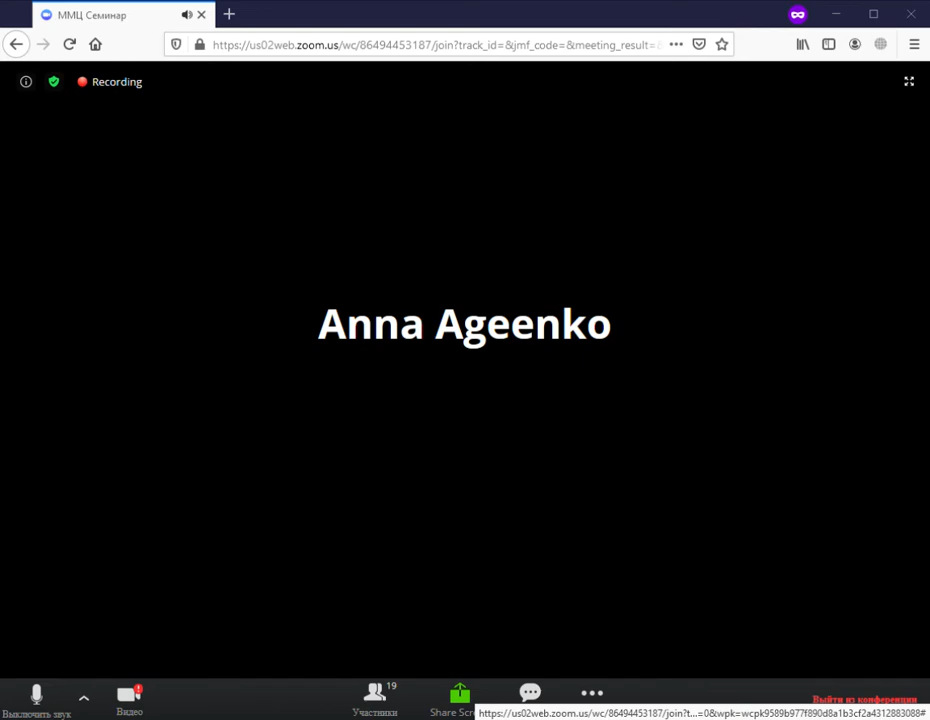 ММЦ Семинар
https://us02web.zoom.us/wc/86494453187/join?track_id=&jmf_code=&meeting_result=
Recording
Anna Ageenko
19
Выключить звук
Видео
Участники
Share Scr
https://us02web.zoom.us/wc/86494453187/join?t...=0&wpk=wcpk9589b977f890d8a1b3cf2a4312883088#
Выйти из конференции